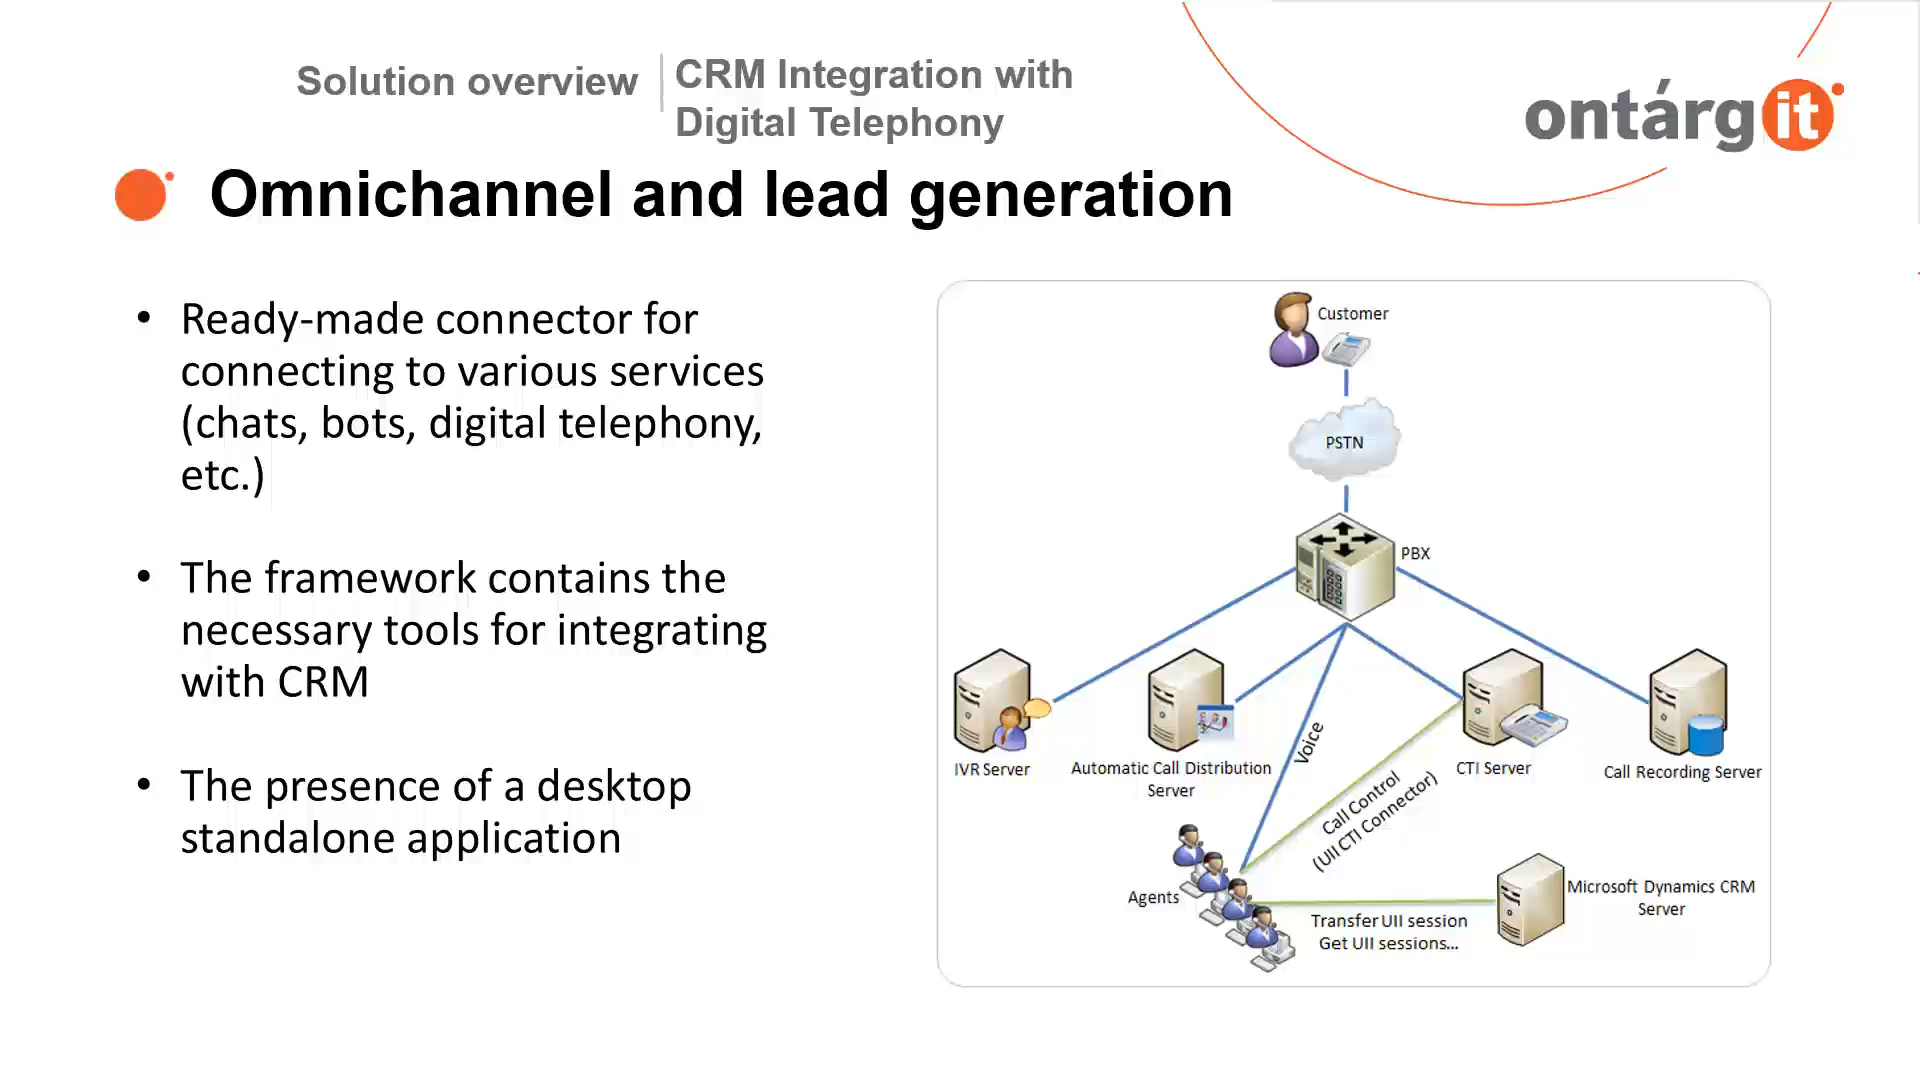 Solution overview
CRM Integration with
Digital Telephony
ontárgit
Omnichannel and lead generation
• Ready-made connector for
connecting to various services
(chats, bots, digital telephony,
etc.)
• The framework contains the
necessary tools for integrating
with CRM
• The presence of a desktop
standalone application
Customer
PSTN
PBX
IVR Server
Automatic Call Distribution
Server
Voice
CTI Server
Call Recording Server
Call Control
(UII CTI Connector)
Agents
Microsoft Dynamics CRM
Server
Transfer UII session
Get UII sessions...